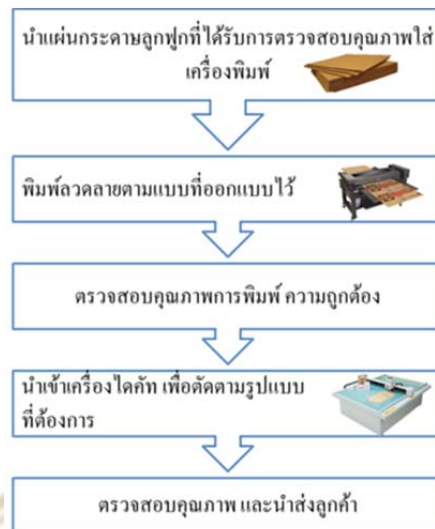 นำแผ่นกระดาษลูกฟูกที่ได้รับการตรวจสอบคุณภาพใส่
เครื่องพิมพ์
พิมพ์ลวดลายตามแบบที่ออกแบบไว้
ตรวจสอบคุณภาพการพิมพ์ ความถูกต้อง
นำเข้าเครื่องไดคัท เพื่อตัดตามรูปแบบ
ที่ต้องการ
ตรวจสอบคุณภาพ และนำส่งลูกค้า